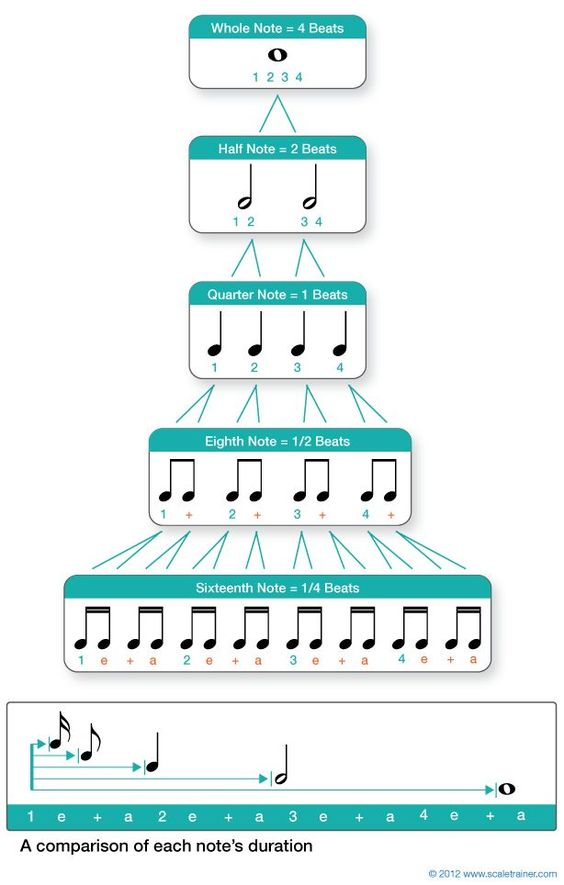 Whole Note = 4 Beats
1 2 3 4
Half Note = 2 Beats
1 2 3 4
Quarter Note = 1 Beats
1 2 3 4
Eighth Note = 1/2 Beats
1 + 2 + 3 + 4 +
Sixteenth Note = 1/4 Beats
1 e + a 2 e + a 3 e + a 4 e + a
1 e + a 2 e + a 3 e + a 4 e + a
A comparison of each note's duration
© 2012 www.scaletrainer.com